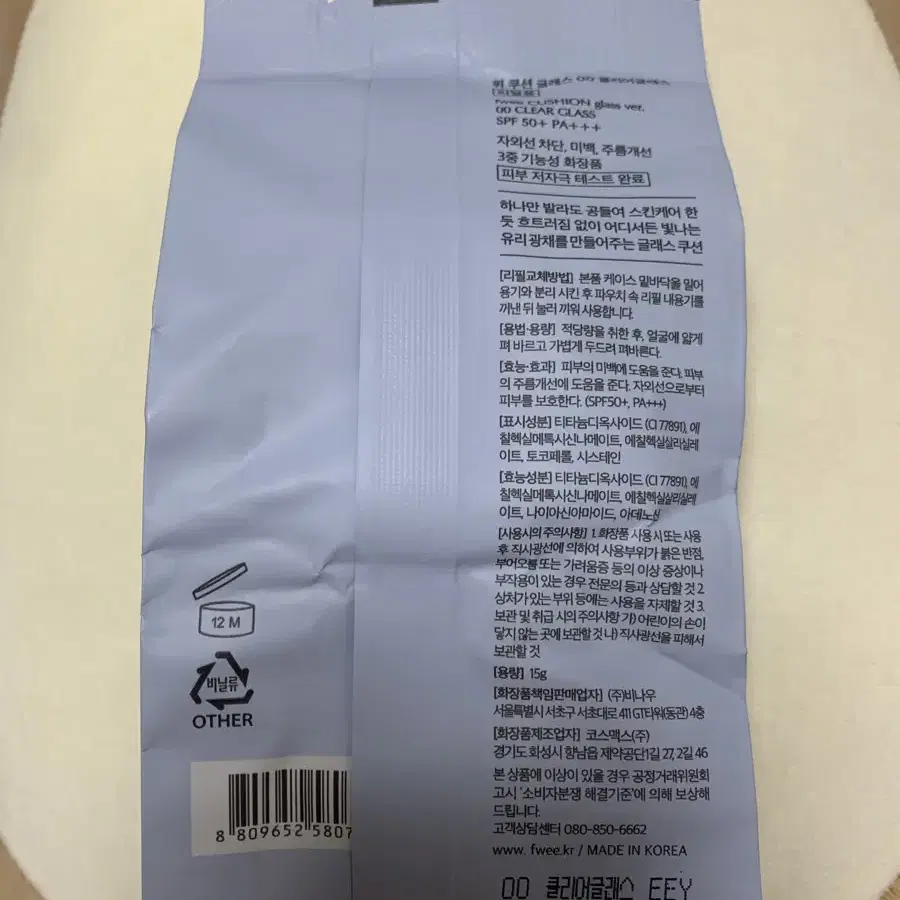 퓌 쿠션 글래스 00 클리어글래스
[리필용]
fwee CUSHION glass ver.
00 CLEAR GLASS
SPF 50+ PA+++
자외선 차단, 미백, 주름개선
3중 기능성 화장품
피부 저자극 테스트 완료
하나만 발라도 공들여 스킨케어 한
듯 흐트러짐 없이 어디서든 빛나는
유리 광채를 만들어주는 글래스 쿠션
[리필교체방법] 본품 케이스 밑바닥을 밀어
용기와 분리 시킨 후 파우치 속 리필 내용기를
꺼낸 뒤 눌러 끼워 사용합니다.
[용법·용량] 적당량을 취한 후, 얼굴에 얇게
펴 바르고 가볍게 두드려 펴바른다.
[효능·효과] 피부의 미백에 도움을 준다. 피부
의 주름개선에 도움을 준다. 자외선으로부터
피부를 보호한다. (SPF50+, PA+++)
[표시성분] 티타늄디옥사이드 (CI 77891), 에
칠헥실메톡시신나메이트, 에칠헥실살리실레
이트, 토코페롤, 시스테인
[효능성분] 티타늄디옥사이드 (CI 77891), 에
칠헥실메톡시신나메이트, 에칠헥실살리실레
이트, 나이아신아마이드, 아데노신
[사용시의 주의사항] 1. 화장품 사용 시 또는 사용
후 직사광선에 의하여 사용부위가 붉은 반점,
부어오름 또는 가려움증 등의 이상 증상이나
부작용이 있는 경우 전문의 등과 상담할 것 2.
상처가 있는 부위 등에는 사용을 자제할 것 3.
보관 및 취급 시의 주의사항 가) 어린이의 손이
닿지 않는 곳에 보관할 것 나) 직사광선을 피해서
보관할 것
[용량] 15g
[화장품책임판매업자] (주)비나우
서울특별시 서초구 서초대로 411 GT타워(동관) 4층
[화장품제조업자] 코스맥스(주)
경기도 화성시 향남읍 제약공단1길 27, 2길 46
본 상품에 이상이 있을 경우 공정거래위원회
고시 '소비자분쟁 해결기준'에 의해 보상해
드립니다.
고객상담센터 080-850-6662
www. fwee.kr / MADE IN KOREA
00 클리어글래스 EEY
12 M
비닐류
OTHER
8 809652 5807